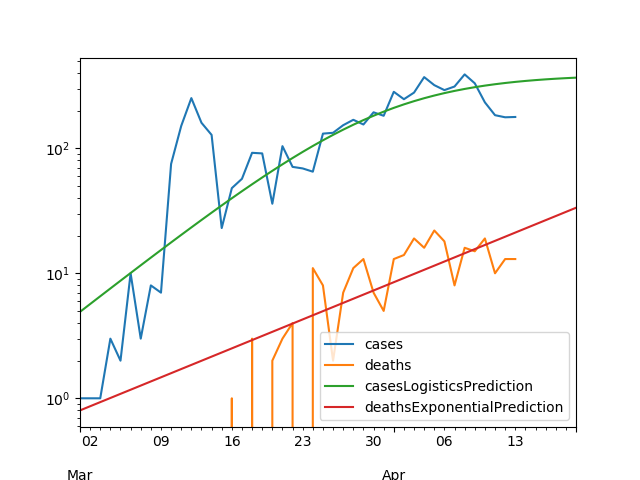 10²
10¹
10⁰
cases
deaths
casesLogisticsPrediction
deathsExponentialPrediction
02 09 16 23 30 06 13
Mar Apr